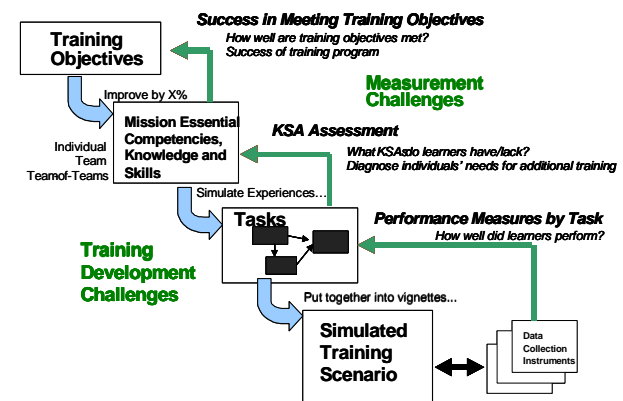 Success in Meeting Training Objectives
How well are training objectives met?
Success of training program
Training
Objectives
Measurement
Challenges
Improve by X%
Mission Essential
Competencies,
Knowledge and
Skills
Individual
Team
Teamof-Teams
KSA Assessment
What KSAsdo learners have/lack?
Diagnose individuals' needs for additional training
Simulate Experiences...
Tasks
Performance Measures by Task
How well did learners perform?
Training
Development
Challenges
Put together into vignettes...
Simulated
Training
Scenario
Data
Collection
Instruments